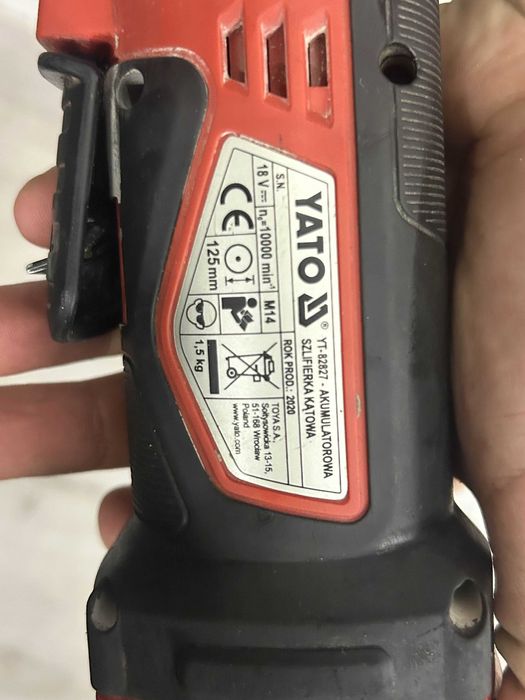 YATO ®
YT-82827 - AKUMULATOROWA
SZLIFIERKA KĄTOWA
S.N.
ROK PROD.: 2020
18 V n₀=10000 min⁻¹ M14
CE 125 mm 1,5 kg
TOYA S.A.
Sołtysowicka 13-15,
51-168 Wrocław
Poland
www.yato.com